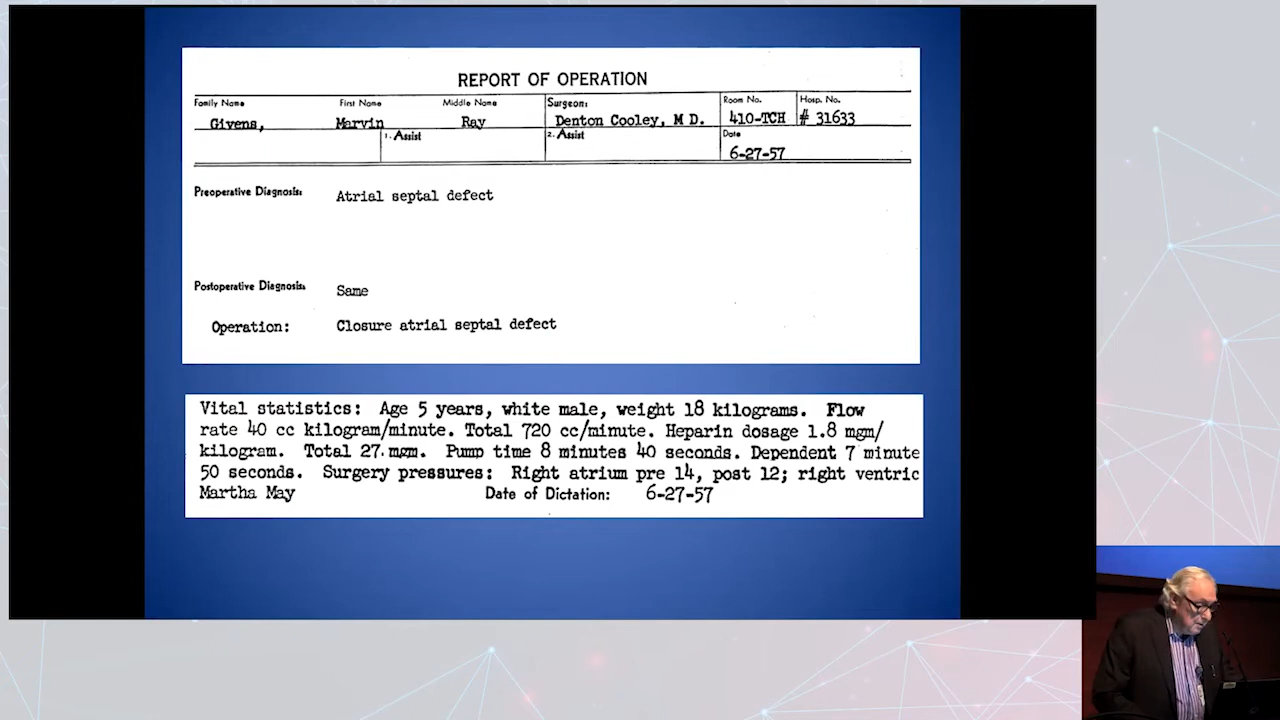 REPORT OF OPERATION
Family Name First Name Middle Name Surgeon: Room No. Hosp. No.
Givens, Marvin Ray Denton Cooley, M D. 410-TCH # 31633
1. Assist 2. Assist Date
6-27-57
Preoperative Diagnosis: Atrial septal defect
Postoperative Diagnosis: Same
Operation: Closure atrial septal defect
Vital statistics: Age 5 years, white male, weight 18 kilograms. Flow
rate 40 cc kilogram/minute. Total 720 cc/minute. Heparin dosage 1.8 mgm/
kilogram. Total 27.mgm. Pump time 8 minutes 40 seconds. Dependent 7 minute
50 seconds. Surgery pressures: Right atrium pre 14, post 12; right ventric
Martha May Date of Dictation: 6-27-57